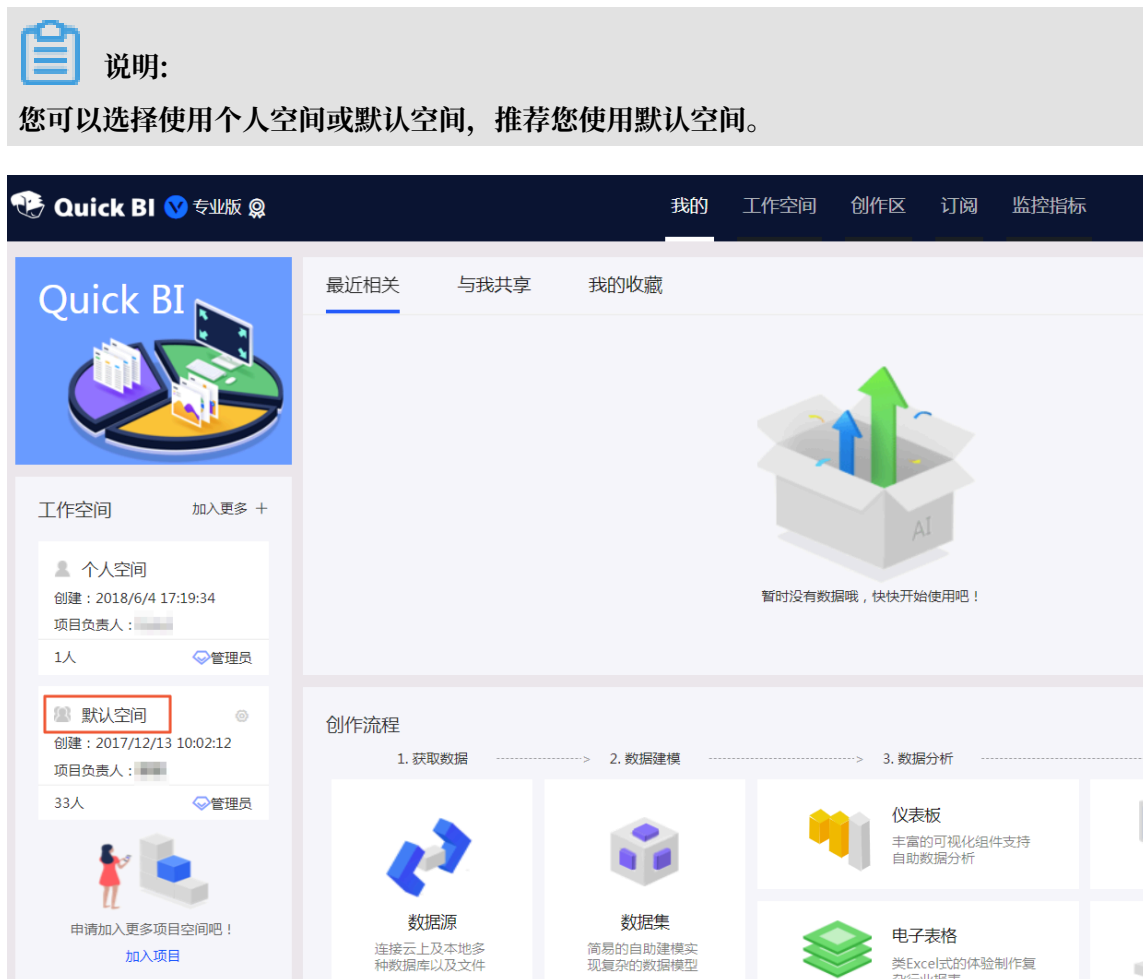 说明:
您可以选择使用个人空间或默认空间，推荐您使用默认空间。
Quick BI 专业版
我的 工作空间 创作区 订阅 监控指标
Quick BI
最近相关 与我共享 我的收藏
AI
暂时没有数据哦，快快开始使用吧！
工作空间 加入更多 +
个人空间
创建：2018/6/4 17:19:34
项目负责人：
1人 管理员
默认空间
创建：2017/12/13 10:02:12
项目负责人：
33人 管理员
申请加入更多项目空间吧！
加入项目
创作流程
1. 获取数据 2. 数据建模 3. 数据分析
数据源
连接云上及本地多
种数据库以及文件
数据集
简易的自助建模实
现复杂的数据模型
仪表板
丰富的可视化组件支持
自助数据分析
电子表格
类Excel式的体验制作复
杂行业报表